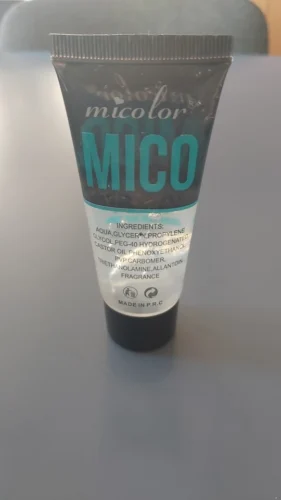 micolor
MICO
INGREDIENTS:
AQUA,GLYCERIN,PROPYLENE
GLYCOL,PEG-40 HYDROGENATED
CASTOR OIL,PHENOXYETHANOL
PVP,CARBOMER,
TRIETHANOLAMINE,ALLANTOIN,
FRAGRANCE
MADE IN P.R.C